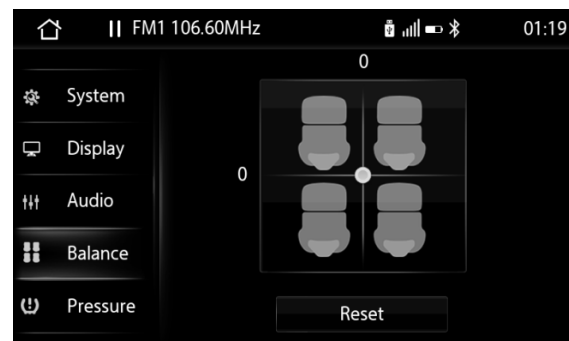 FM1 106.60MHz 01:19
0
System
Display
0
Audio
Balance
Pressure
Reset